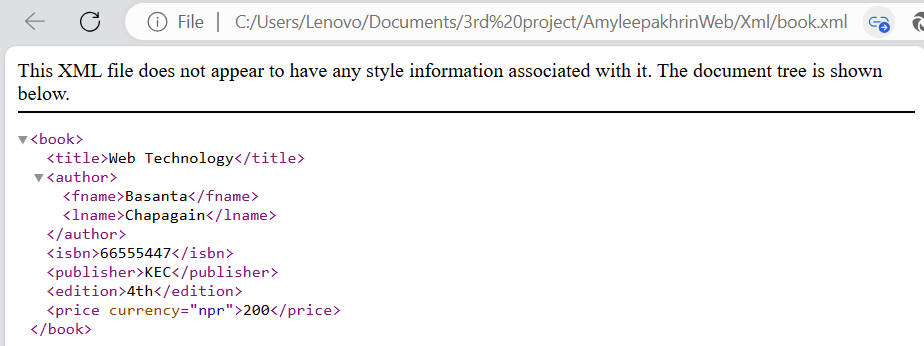 File | C:/Users/Lenovo/Documents/3rd%20project/AmyleepakhrinWeb/Xml/book.xml
This XML file does not appear to have any style information associated with it. The document tree is shown
below.
▼<book>
<title>Web Technology</title>
▼<author>
<fname>Basanta</fname>
<lname>Chapagain</lname>
</author>
<isbn>66555447</isbn>
<publisher>KEC</publisher>
<edition>4th</edition>
<price currency="npr">200</price>
</book>